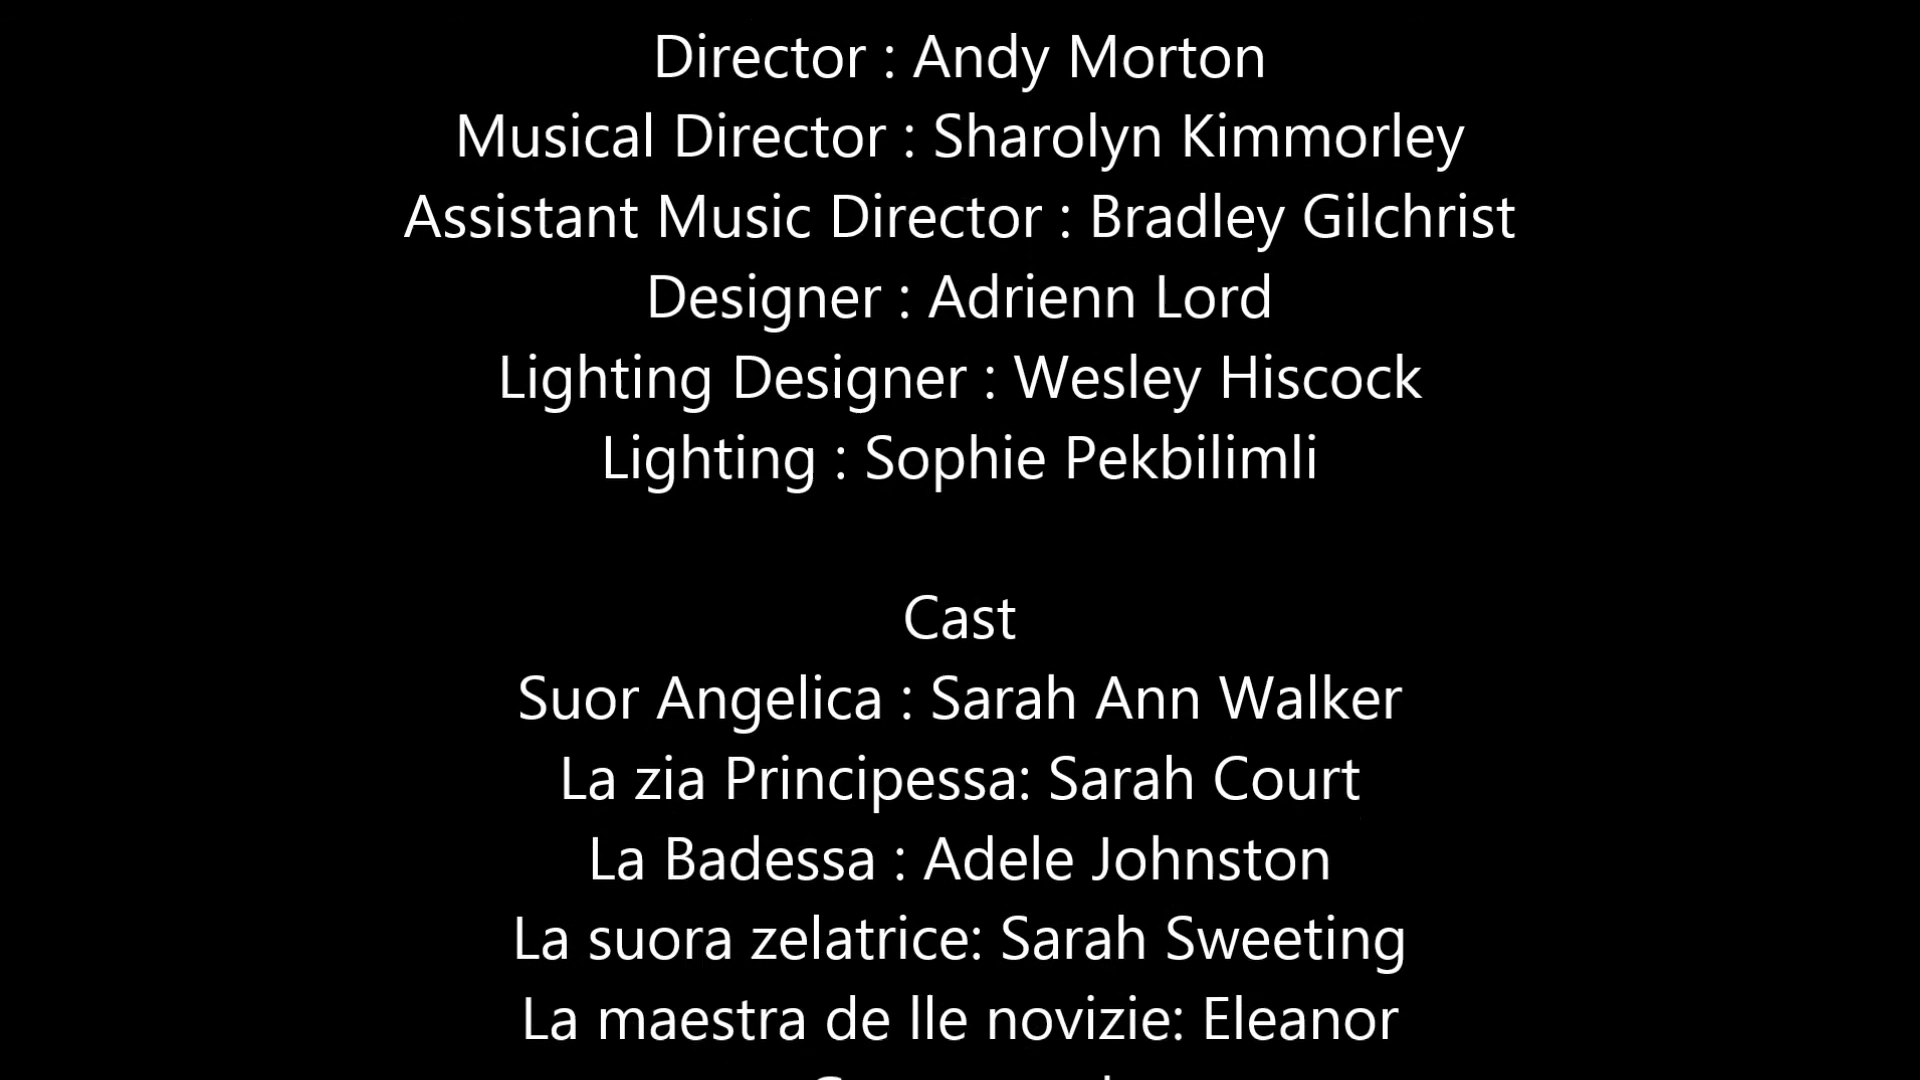 Director : Andy Morton
Musical Director : Sharolyn Kimmorley
Assistant Music Director : Bradley Gilchrist
Designer : Adrienn Lord
Lighting Designer : Wesley Hiscock
Lighting : Sophie Pekbilimli
Cast
Suor Angelica : Sarah Ann Walker
La zia Principessa: Sarah Court
La Badessa : Adele Johnston
La suora zelatrice: Sarah Sweeting
La maestra de lle novizie: Eleanor